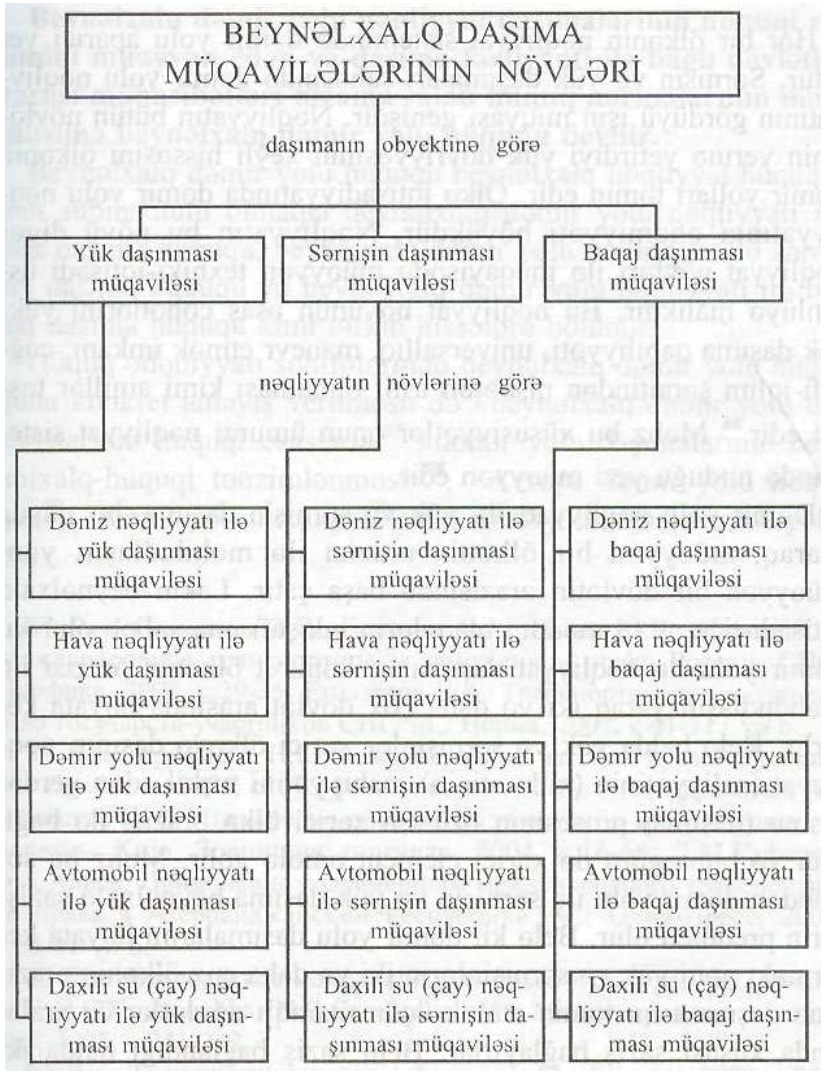 BEYNƏLXALQ DAŞIMA
MÜQAVİLƏLƏRİNİN NÖVLƏRİ
daşımanın obyektinə görə
Yük daşınması
müqaviləsi
Sərnişin daşınması
müqaviləsi
Baqaj daşınması
müqaviləsi
nəqliyyatın növlərinə görə
Dəniz nəqliyyatı ilə
yük daşınması
müqaviləsi
Dəniz nəqliyyatı ilə
sərnişin daşınması
müqaviləsi
Dəniz nəqliyyatı ilə
baqaj daşınması
müqaviləsi
Hava nəqliyyatı ilə
yük daşınması
müqaviləsi
Hava nəqliyyatı ilə
sərnişin daşınması
müqaviləsi
Hava nəqliyyatı ilə
baqaj daşınması
müqaviləsi
Dəmir yolu nəqliyyatı
ilə yük daşınması
müqaviləsi
Dəmir yolu nəqliyyatı
ilə sərnişin daşınması
müqaviləsi
Dəmir yolu nəqliyyatı
ilə baqaj daşınması
müqaviləsi
Avtomobil nəqliyyatı
ilə yük daşınması
müqaviləsi
Avtomobil nəqliyyatı
ilə sərnişin daşınması
müqaviləsi
Avtomobil nəqliyyatı
ilə baqaj daşınması
müqaviləsi
Daxili su (çay) nəq-
liyyatı ilə yük daşın-
ması müqaviləsi
Daxili su (çay) nəq-
liyyatı ilə sərnişin da-
şınması müqaviləsi
Daxili su (çay) nəq-
liyyatı ilə baqaj daşın-
ması müqaviləsi